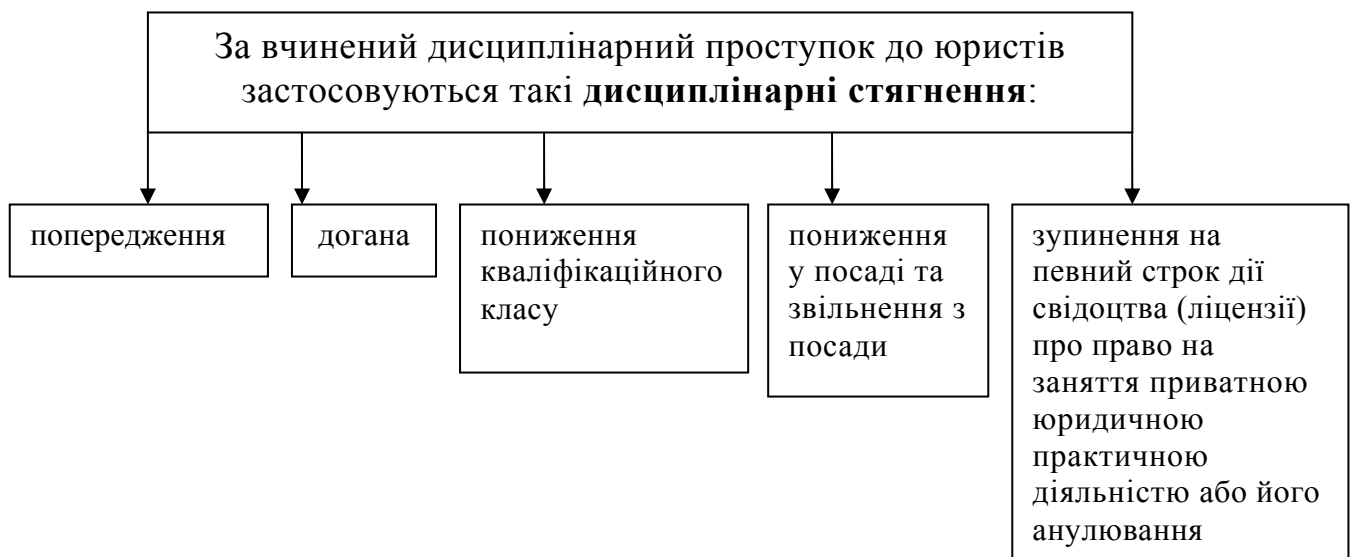 За вчинений дисциплінарний проступок до юристів
застосовуються такі дисциплінарні стягнення:
попередження
догана
пониження
кваліфікаційного
класу
пониження
у посаді та
звільнення з
посади
зупинення на
певний строк дії
свідоцтва (ліцензії)
про право на
заняття приватною
юридичною
практичною
діяльністю або його
анулювання